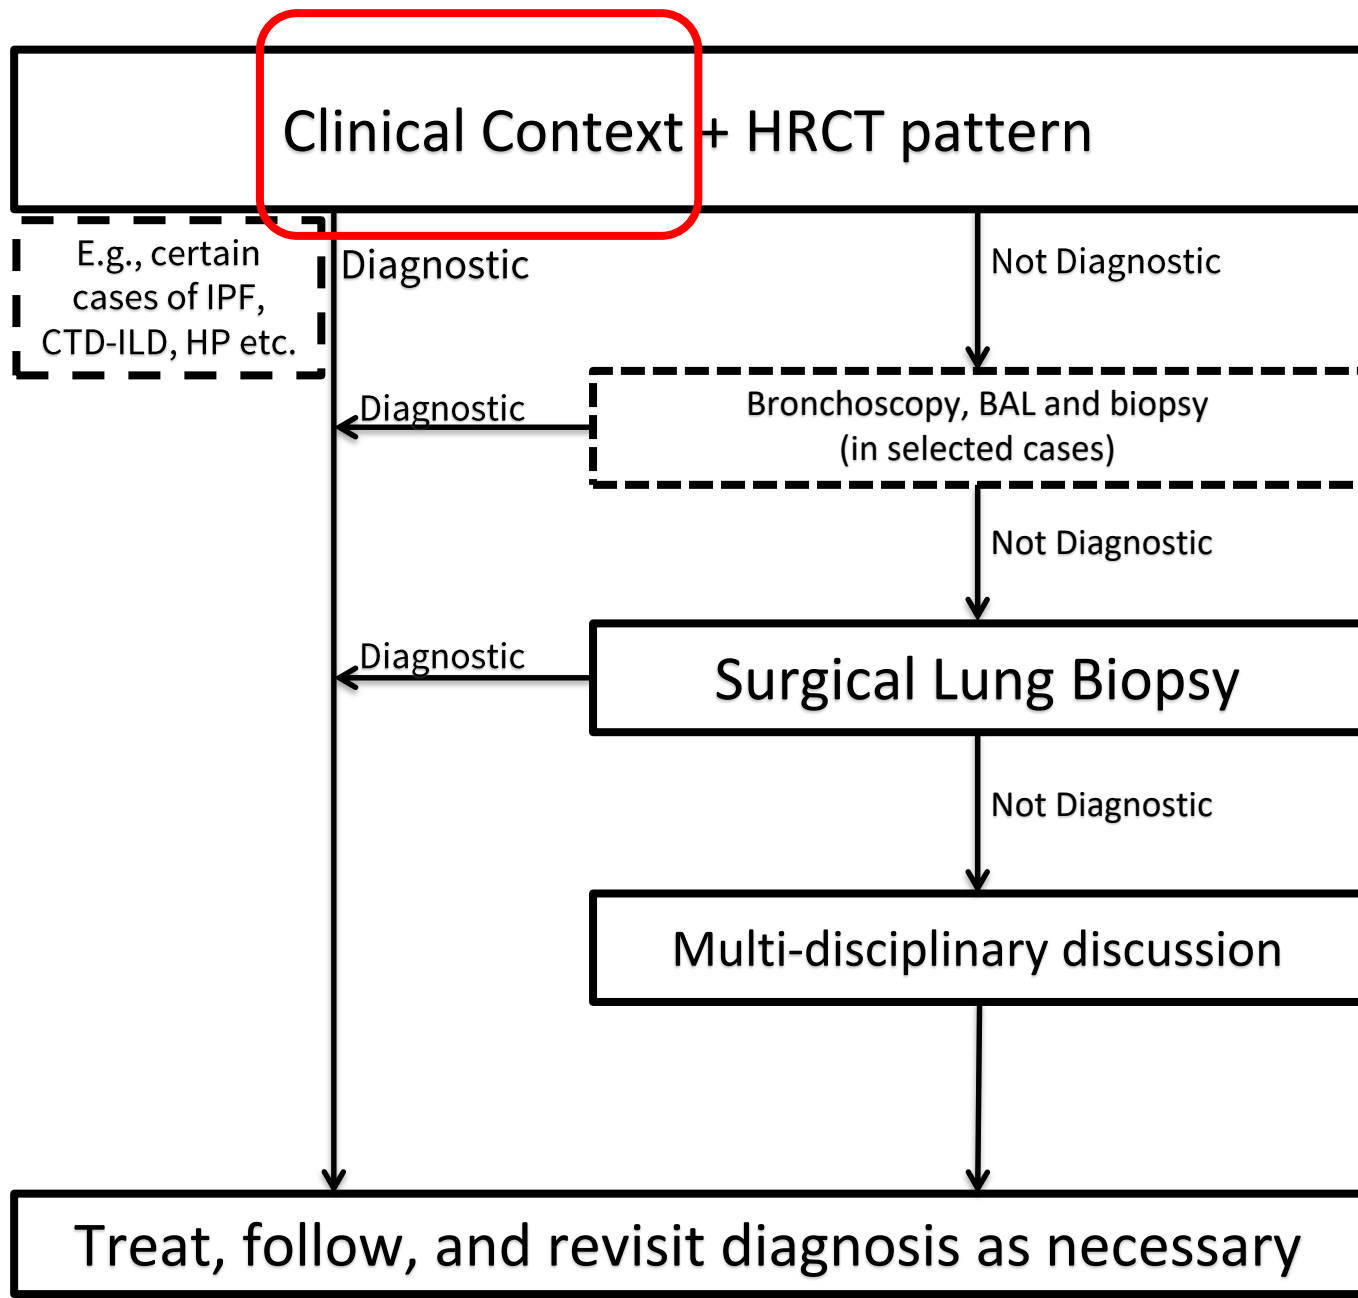 Clinical Context + HRCT pattern
E.g., certain
cases of IPF,
CTD-ILD, HP etc.
Diagnostic
Not Diagnostic
Diagnostic
Bronchoscopy, BAL and biopsy
(in selected cases)
Not Diagnostic
Diagnostic
Surgical Lung Biopsy
Not Diagnostic
Multi-disciplinary discussion
Treat, follow, and revisit diagnosis as necessary